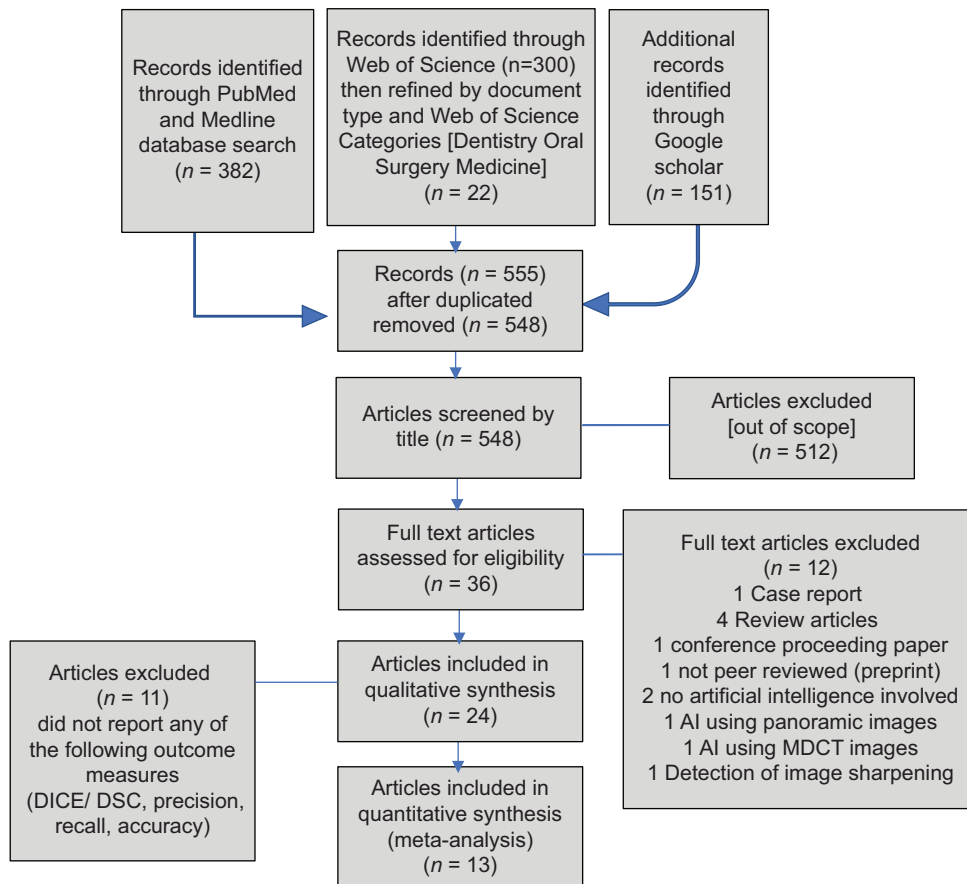 Records identified
through PubMed
and Medline
database search
(n = 382)
Records identified through
Web of Science (n=300)
then refined by document
type and Web of Science
Categories [Dentistry Oral
Surgery Medicine]
(n = 22)
Additional
records
identified
through
Google
scholar
(n = 151)
Records (n = 555)
after duplicated
removed (n = 548)
Articles screened by
title (n = 548)
Articles excluded
[out of scope]
(n = 512)
Full text articles
assessed for eligibility
(n = 36)
Full text articles excluded
(n = 12)
1 Case report
4 Review articles
1 conference proceeding paper
1 not peer reviewed (preprint)
2 no artificial intelligence involved
1 AI using panoramic images
1 AI using MDCT images
1 Detection of image sharpening
Articles included in
qualitative synthesis
(n = 24)
Articles excluded
(n = 11)
did not report any of
the following outcome
measures
(DICE/ DSC, precision,
recall, accuracy)
Articles included in
quantitative synthesis
(meta-analysis)
(n = 13)